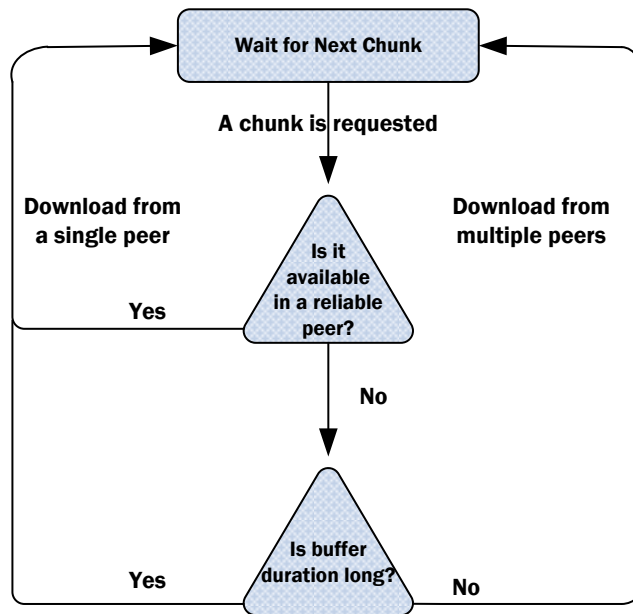 Wait for Next Chunk
A chunk is requested
Download from
a single peer
Download from
multiple peers
Is it
available
in a reliable
peer?
Yes
No
Is buffer
duration long?
Yes
No